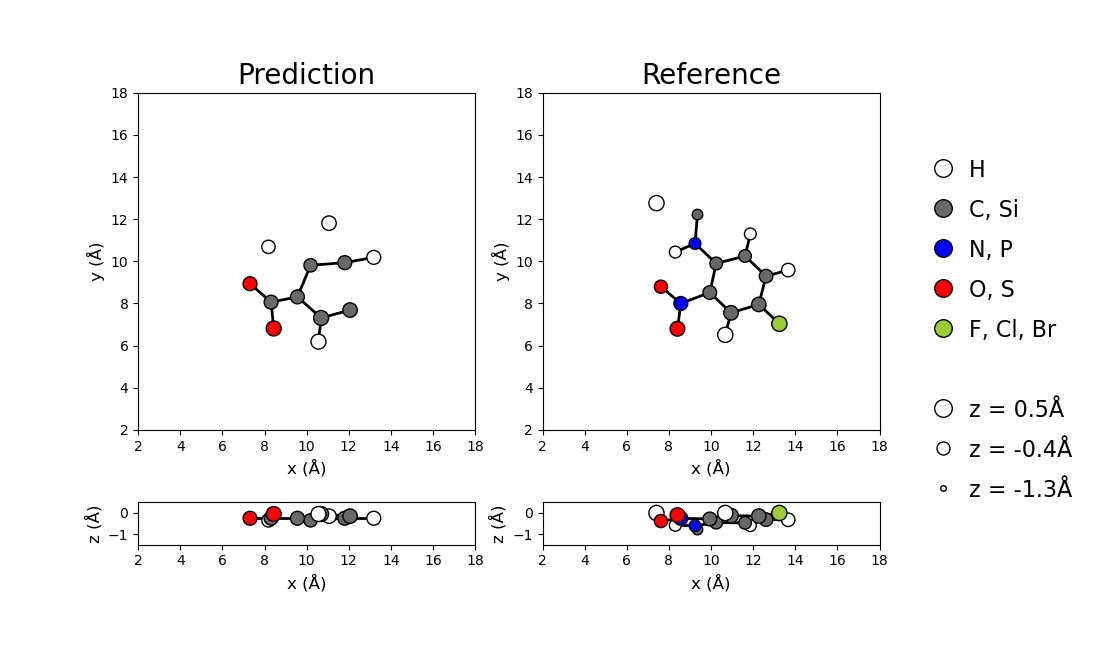 Prediction
Reference
18
16
14
12
10
8
6
4
2
y (Å)
2 4 6 8 10 12 14 16 18
x (Å)
18
16
14
12
10
8
6
4
2
y (Å)
2 4 6 8 10 12 14 16 18
x (Å)
0
−1
z (Å)
2 4 6 8 10 12 14 16 18
x (Å)
0
−1
z (Å)
2 4 6 8 10 12 14 16 18
x (Å)
H
C, Si
N, P
O, S
F, Cl, Br
z = 0.5Å
z = -0.4Å
z = -1.3Å